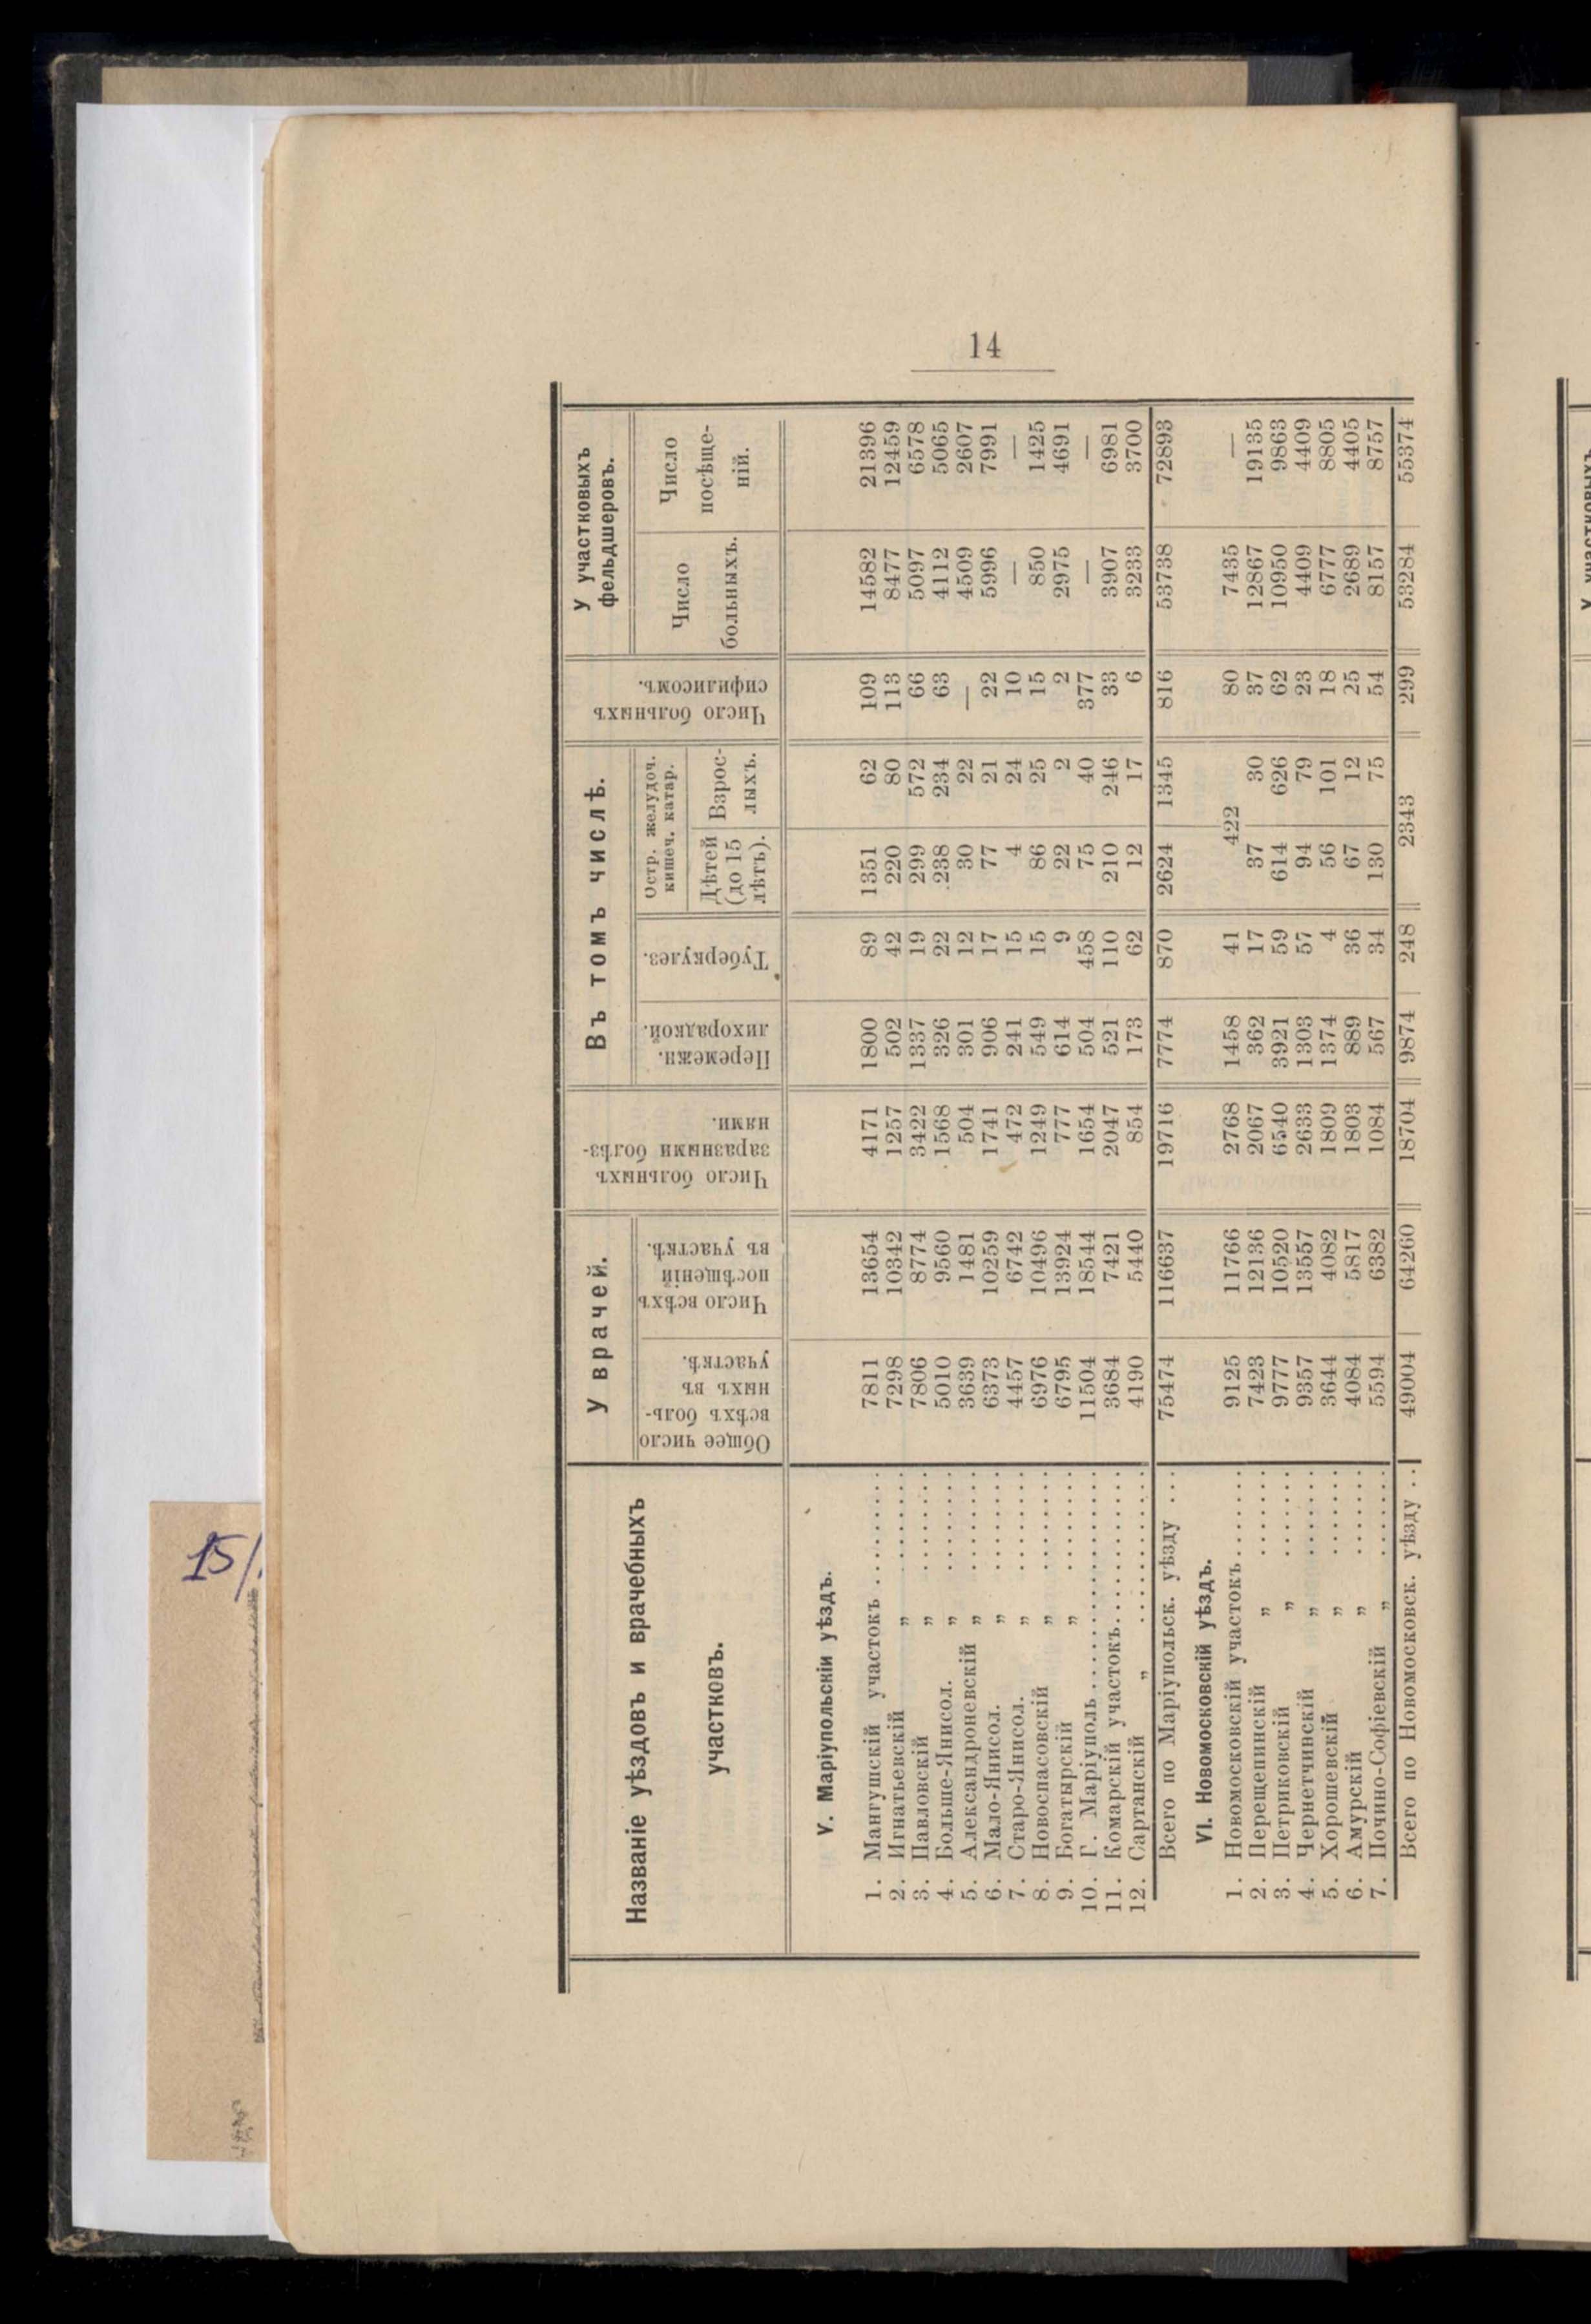 14
Названіе уѣздовъ и врачебныхъ участковъ.
У врачей.
Общее число всѣхъ боль-ныхъ въ участкѣ.
Число всѣхъ посѣщеній въ участкѣ.
Число больныхъ заразными болѣз-нями.
Въ томъ числѣ.
Перемежи. лихорадкой.
Туберкулез.
Остр. желудоч. кишеч. катар.
Дѣтей (до 15 лѣтъ).
Взрос-лыхъ.
Число больныхъ сифилисомъ.
У участковыхъ фельдшеровъ.
Число больныхъ.
Число посѣще-ній.
V. Маріупольскіи уѣздъ.
1. Мангушскій участокъ ........ 7811 13654 4171 1800 89 1351 62 109 14582 21396
2. Игнатьевскій „ ....... 7298 10342 1257 502 42 220 80 113 8477 12459
3. Павловскій „ ....... 7806 8774 3422 1337 19 299 572 66 5097 6578
4. Больше-Янисол. „ ....... 5010 9560 1568 326 22 238 234 63 4112 5065
5. Александроневскій „ ....... 3639 1481 504 301 12 30 22 — 4509 2607
6. Мало-Янисол. „ ....... 6373 10259 1741 906 17 77 21 22 5996 7991
7. Старо-Янисол. „ ....... 4457 6742 472 241 15 4 24 10 — —
8. Новоспасовскій „ ....... 6976 10496 1249 549 15 86 25 15 850 1425
9. Богатырскій „ ....... 6795 13924 777 614 9 22 2 2 2975 4691
10. Г. Маріуполь ................ 11504 18544 1654 504 458 75 40 377 — —
11. Комарскій участокъ .......... 3684 7421 2047 521 110 210 246 33 3907 6981
12. Сартанскій „ .......... 4190 5440 854 173 62 12 17 6 3233 3700
Всего по Маріупольск. уѣзду ... 75474 116637 19716 7774 870 2624 1345 816 53738 72893
VI. Новомосковскій уѣздъ.
1. Новомосковскій участокъ ...... 9125 11766 2768 1458 41 422 80 7435 —
2. Перещепинскій „ ...... 7423 12136 2067 362 17 37 30 37 12867 19135
3. Петриковскій „ ...... 9777 10520 6540 3921 59 614 626 62 10950 9863
4. Чернетчинскій „ ...... 9357 13557 2633 1303 57 94 79 23 4409 4409
5. Хорошевскій „ ...... 3644 4082 1809 1374 4 56 101 18 6777 8805
6. Амурскій „ ...... 4084 5817 1803 889 36 67 12 25 2689 4405
7. Почино-Софіевскій „ ...... 5594 6382 1084 567 34 130 75 54 8157 8757
Всего по Новомосковск. уѣзду .. 49004 64260 18704 9874 248 2343 299 53284 55374
15/